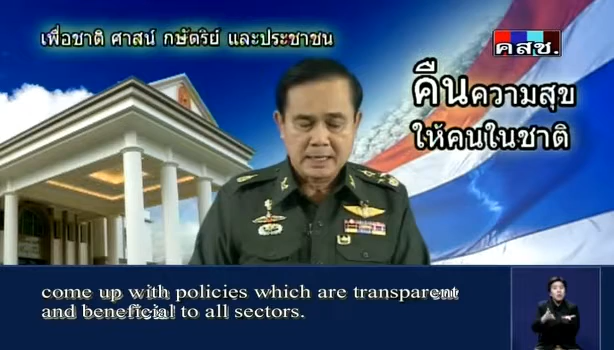 เพื่อชาติ ศาสน์ กษัตริย์ และประชาชน
คสช.
คืนความสุข
ให้คนในชาติ
come up with policies which are transparent
and beneficial to all sectors.